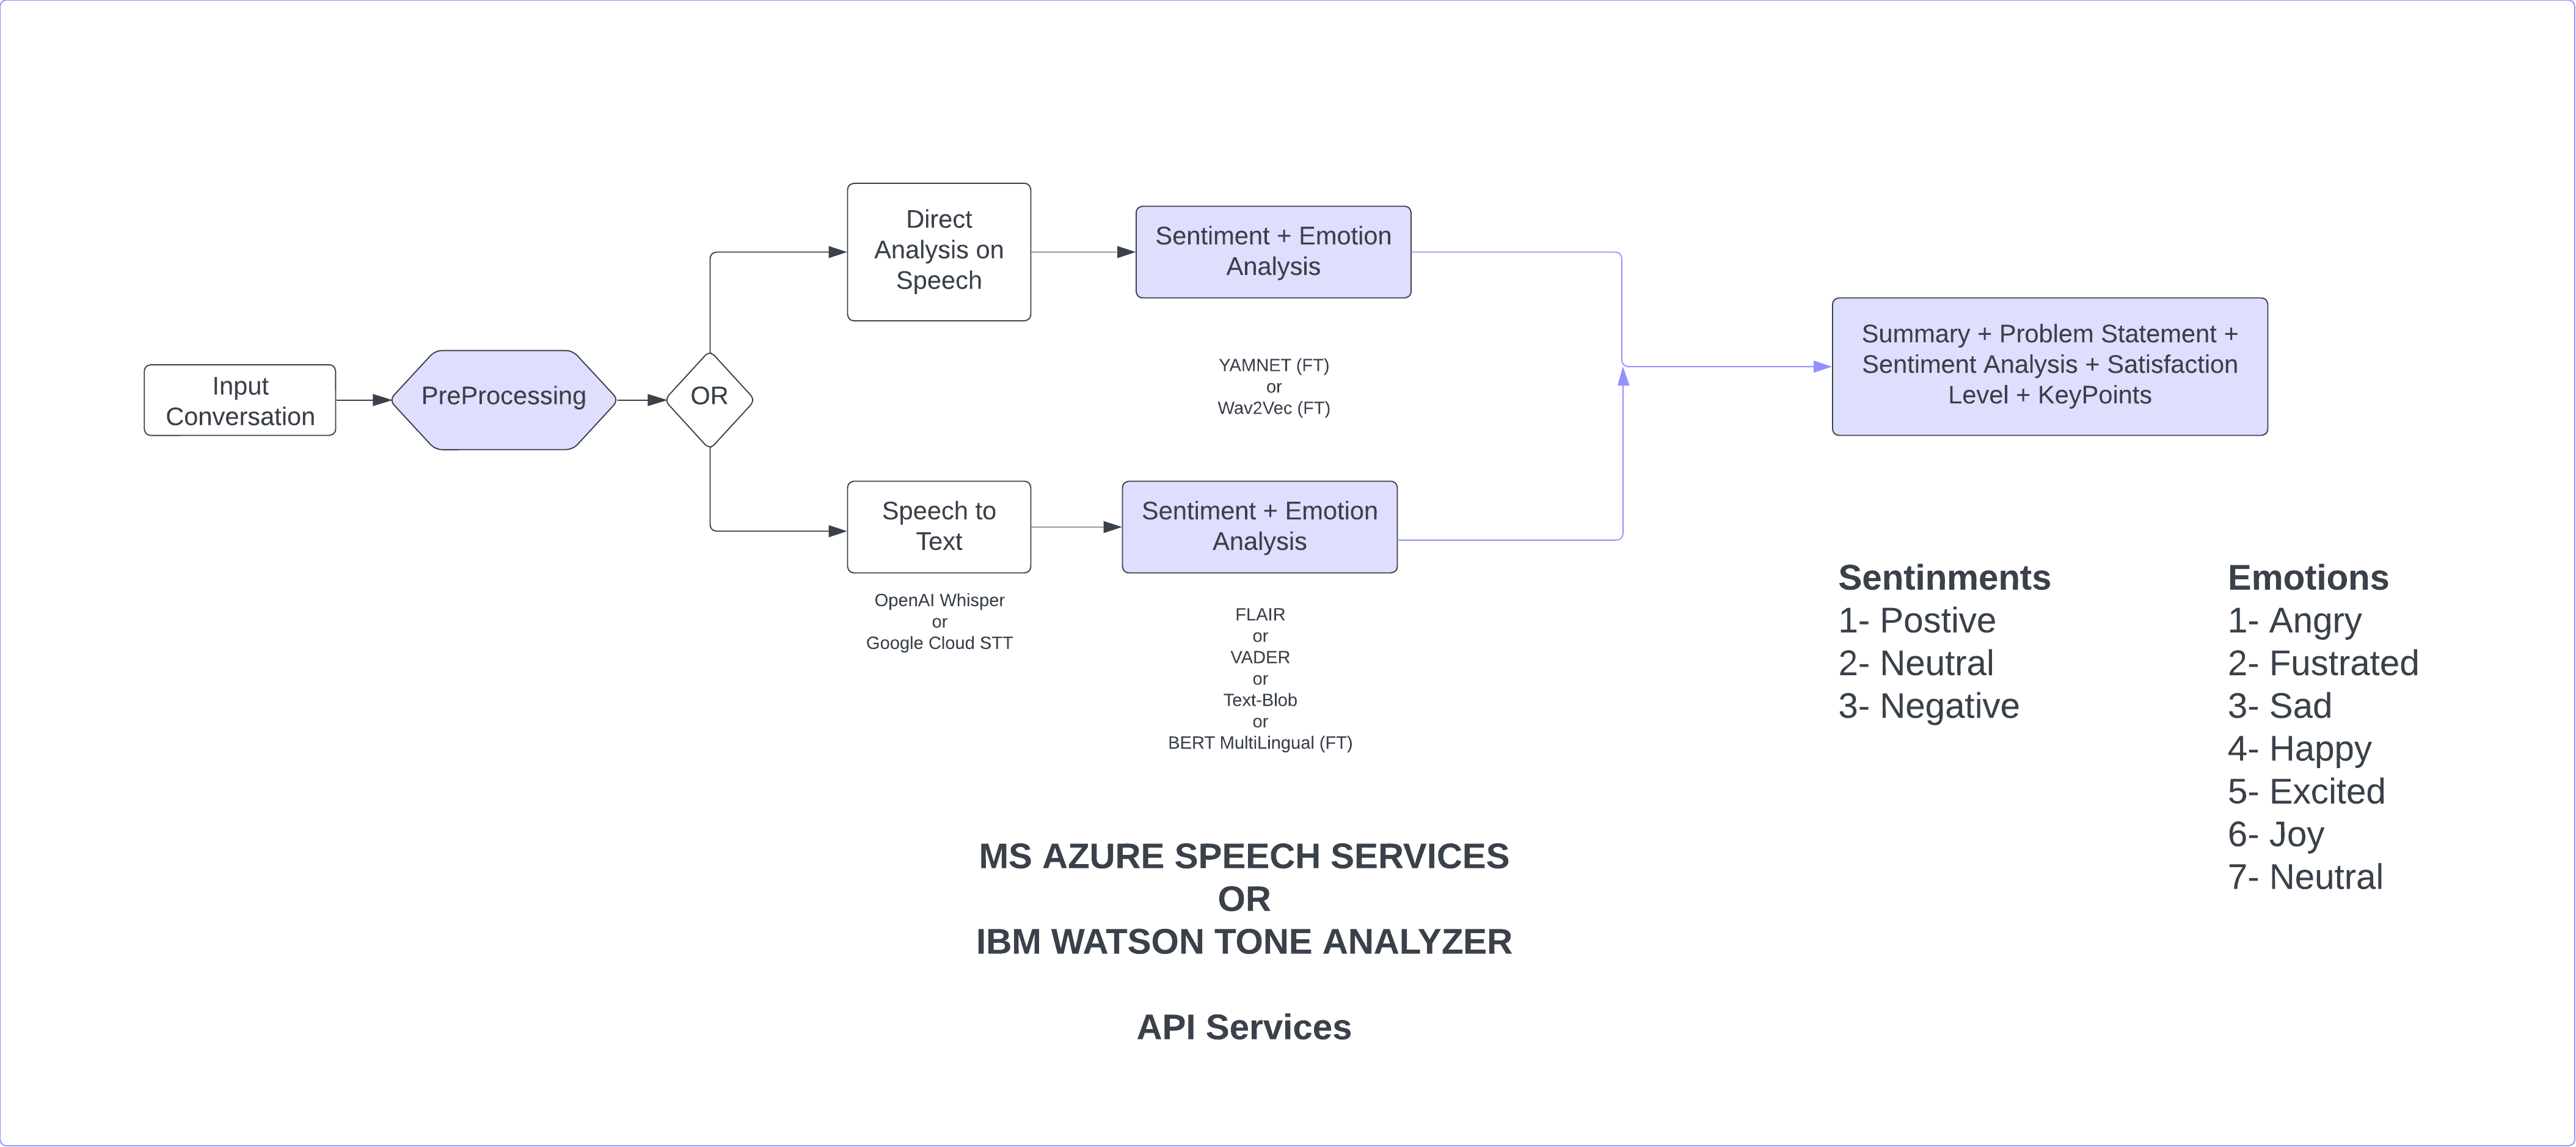 Input
Conversation
PreProcessing
OR
Direct
Analysis on
Speech
Sentiment + Emotion
Analysis
YAMNET (FT)
or
Wav2Vec (FT)
Speech to
Text
OpenAI Whisper
or
Google Cloud STT
Sentiment + Emotion
Analysis
FLAIR
or
VADER
or
Text-Blob
or
BERT MultiLingual (FT)
Summary + Problem Statement +
Sentiment Analysis + Satisfaction
Level + KeyPoints
Sentinments
1- Postive
2- Neutral
3- Negative
Emotions
1- Angry
2- Fustrated
3- Sad
4- Happy
5- Excited
6- Joy
7- Neutral
MS AZURE SPEECH SERVICES
OR
IBM WATSON TONE ANALYZER
API Services